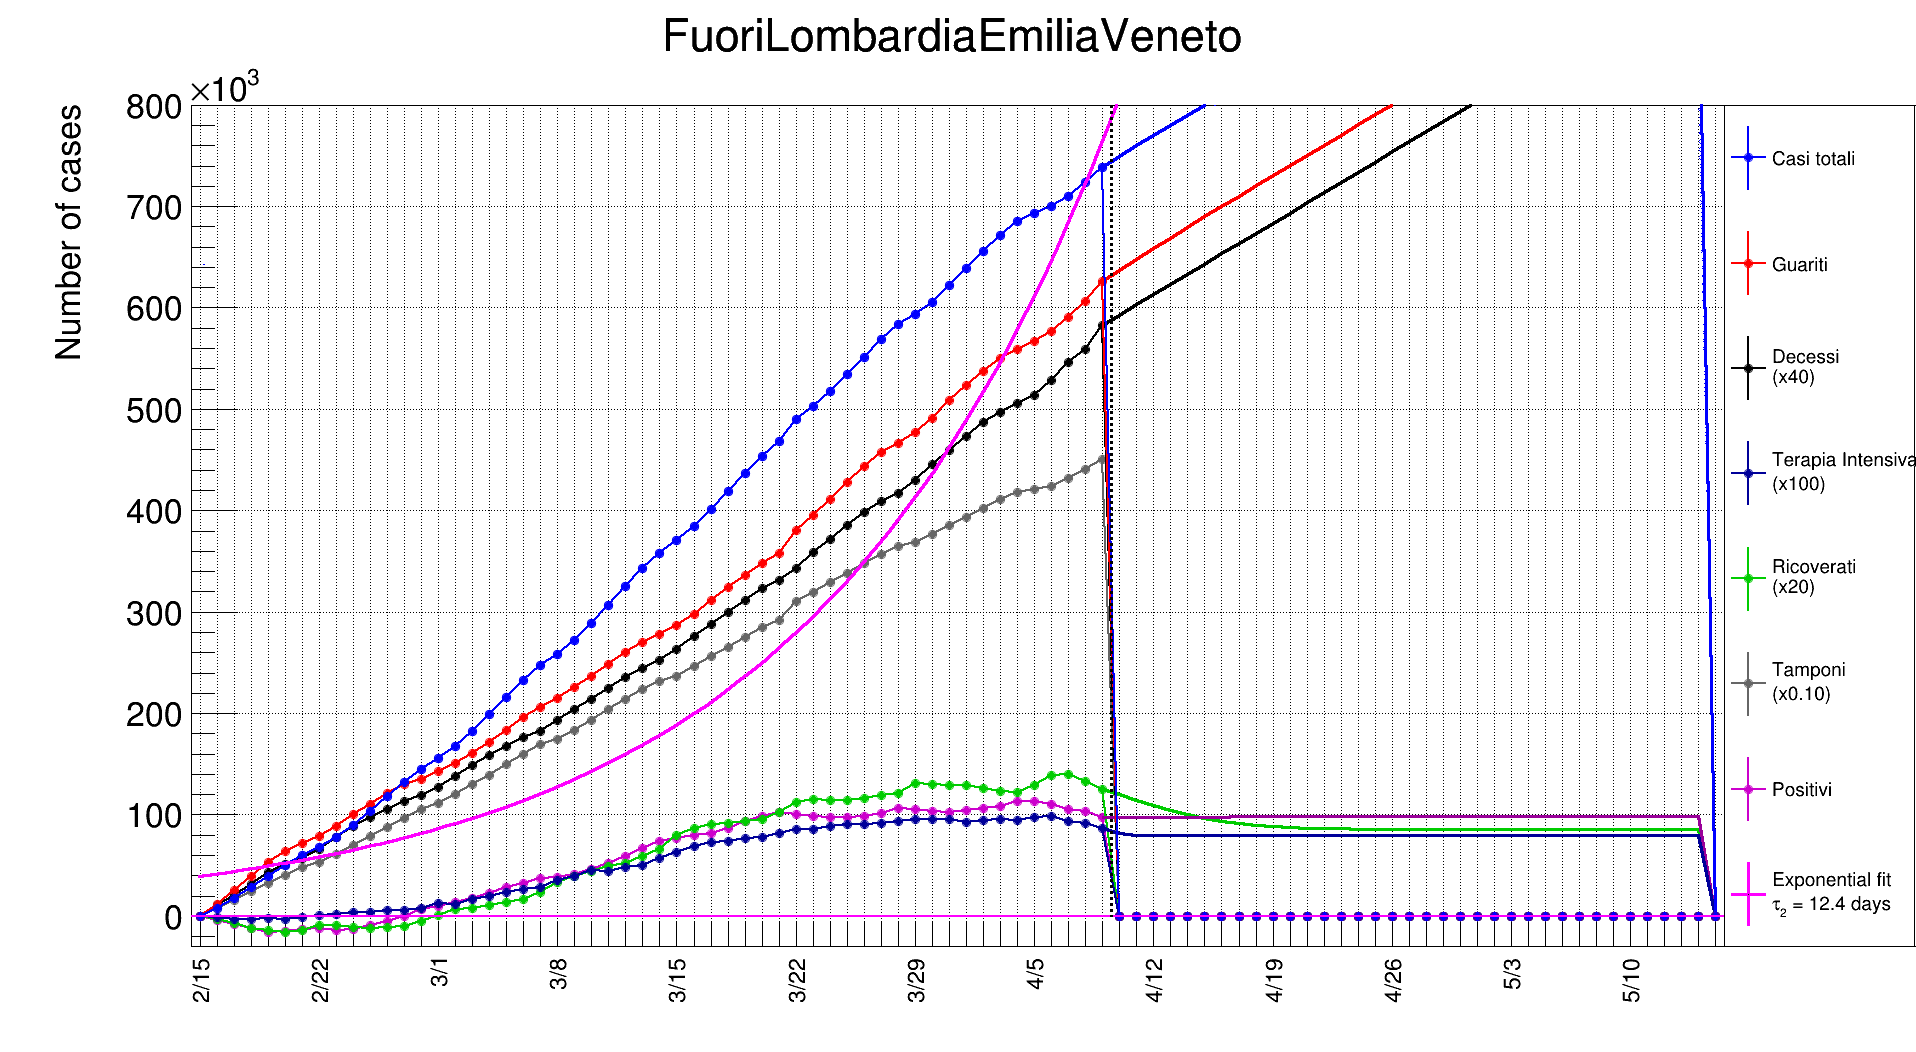 FuoriLombardiaEmiliaVeneto
×10³
Number of cases
800
700
600
500
400
300
200
100
0
2/15
2/22
3/1
3/8
3/15
3/22
3/29
4/5
4/12
4/19
4/26
5/3
5/10
Casi totali
Guariti
Decessi
(x40)
Terapia Intensiva
(x100)
Ricoverati
(x20)
Tamponi
(x0.10)
Positivi
Exponential fit
τ₂ = 12.4 days